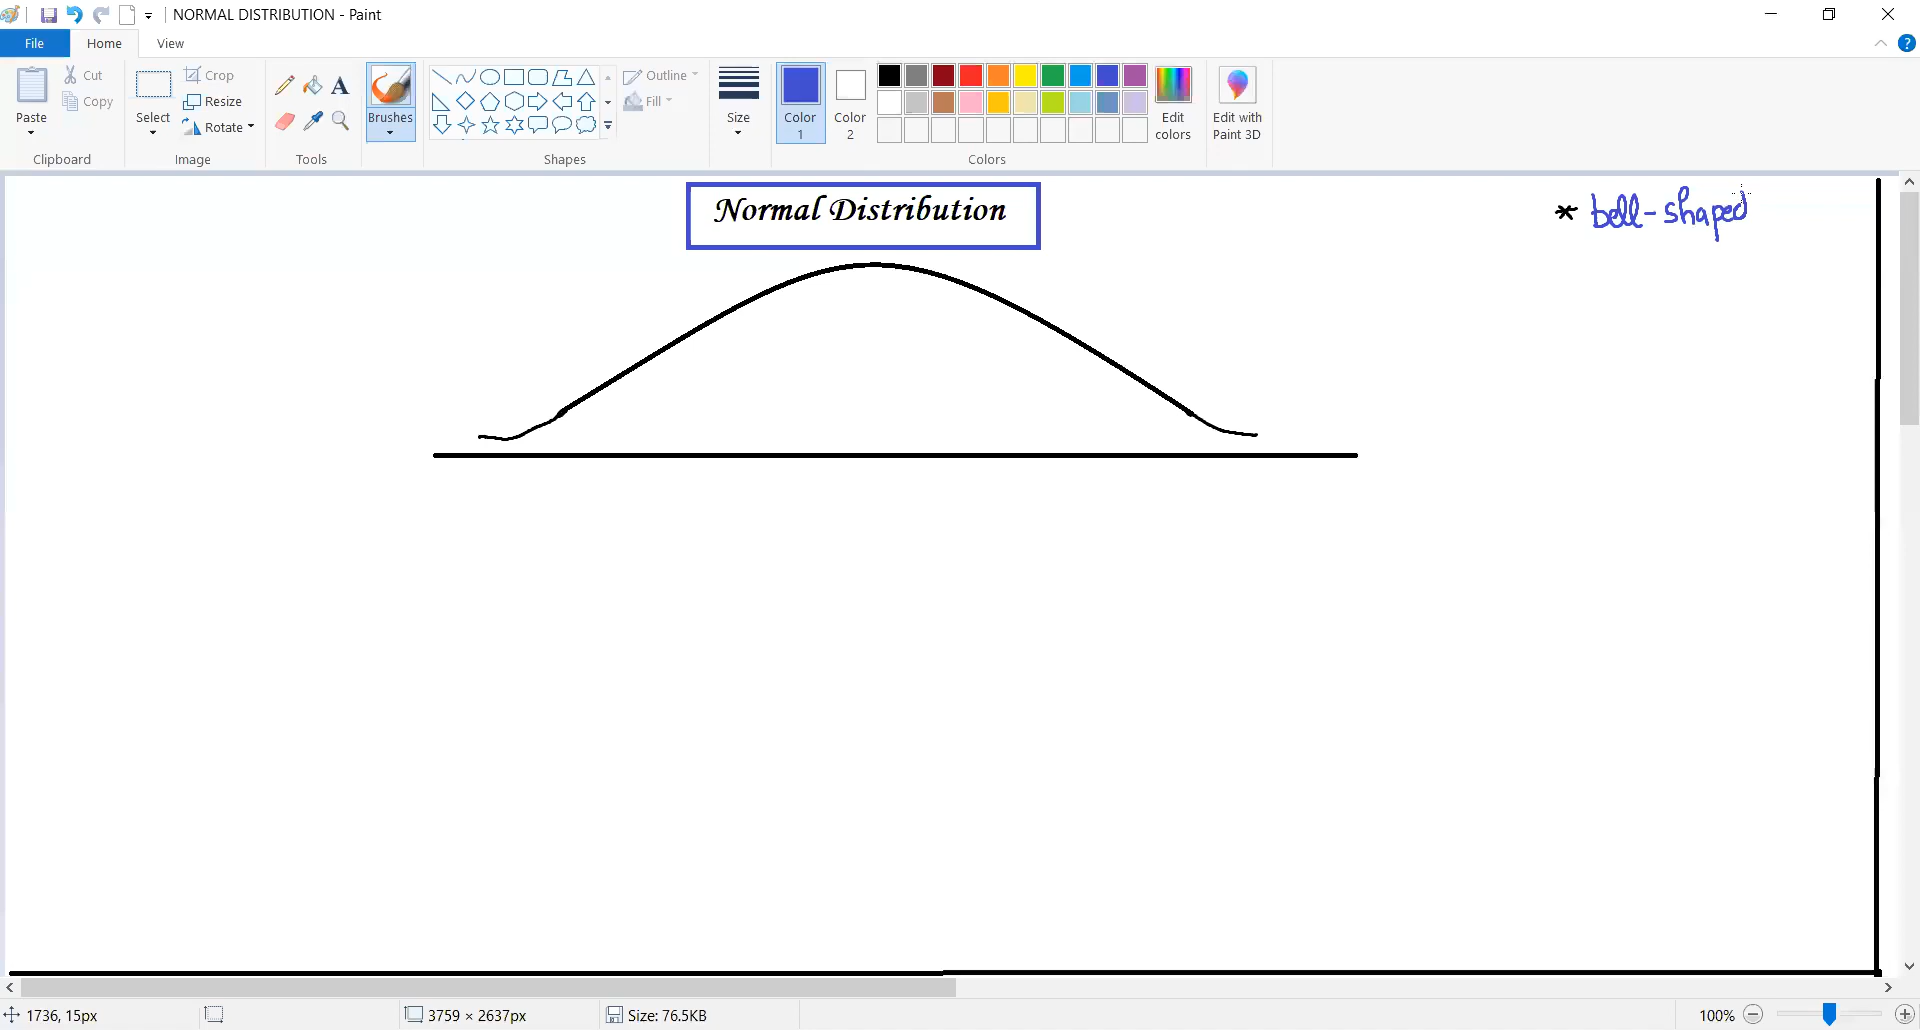 NORMAL DISTRIBUTION - Paint
File Home View
Paste
Cut
Copy
Clipboard
Select
Crop
Resize
Rotate
Image
Tools
Brushes
Shapes
Outline
Fill
Size
Color
1
Color
2
Colors
Edit
colors
Edit with
Paint 3D
Normal Distribution
* bell-shaped
1736, 15px 3759 × 2637px Size: 76.5KB 100%